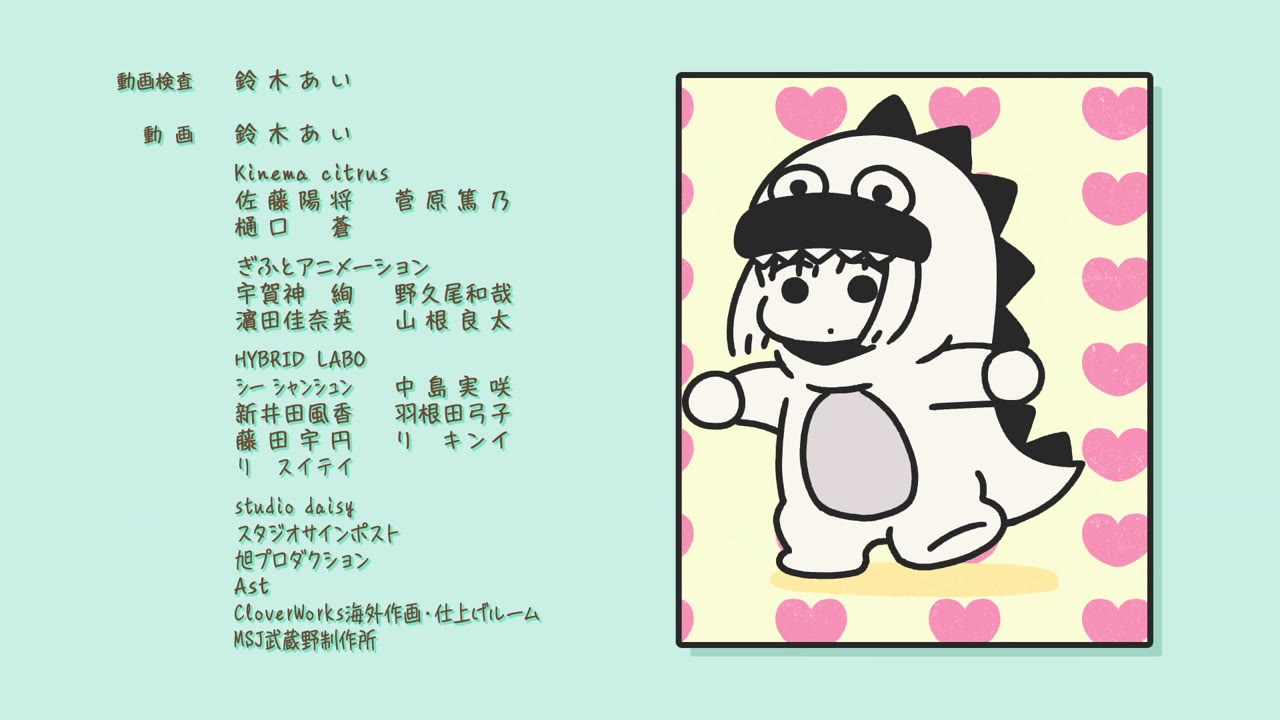 動画検査 鈴木あい
動画 鈴木あい
Kinema citrus
佐藤陽将 菅原篤乃
樋口 蒼
ぎふとアニメーション
宇賀神 絢 野久尾和哉
濵田佳奈英 山根良太
HYBRID LABO
シー シャンシュン 中島実咲
新井田風香 羽根田弓子
藤田宇円 リ キンイ
リ スイテイ
studio daisy
スタジオサインポスト
旭プロダクション
Ast
CloverWorks海外作画・仕上げルーム
MSJ武蔵野制作所